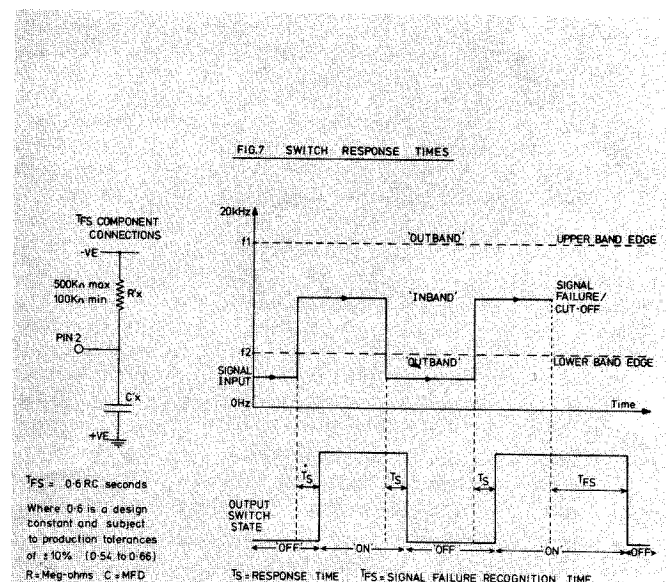 FIG.7 SWITCH RESPONSE TIMES
TFS COMPONENT
CONNECTIONS
-VE
500KΩ max
100KΩ min
R'x
PIN 2
C'x
+VE
TFS = 0·6 RC seconds
Where 0·6 is a design
constant and subject
to production tolerances
of ±10% (0·54 to 0·66)
R=Meg-ohms C=MFD
20kHz
f1
'OUTBAND'
UPPER BAND EDGE
'INBAND'
SIGNAL
FAILURE/
CUT-OFF
f2
'OUTBAND'
LOWER BAND EDGE
SIGNAL
INPUT
0Hz
Time
TS
TS
TS
TFS
OUTPUT
SWITCH
STATE
'OFF'
'ON'
'OFF'
'ON'
'OFF'
TS=RESPONSE TIME TFS=SIGNAL FAILURE RECOGNITION TIME